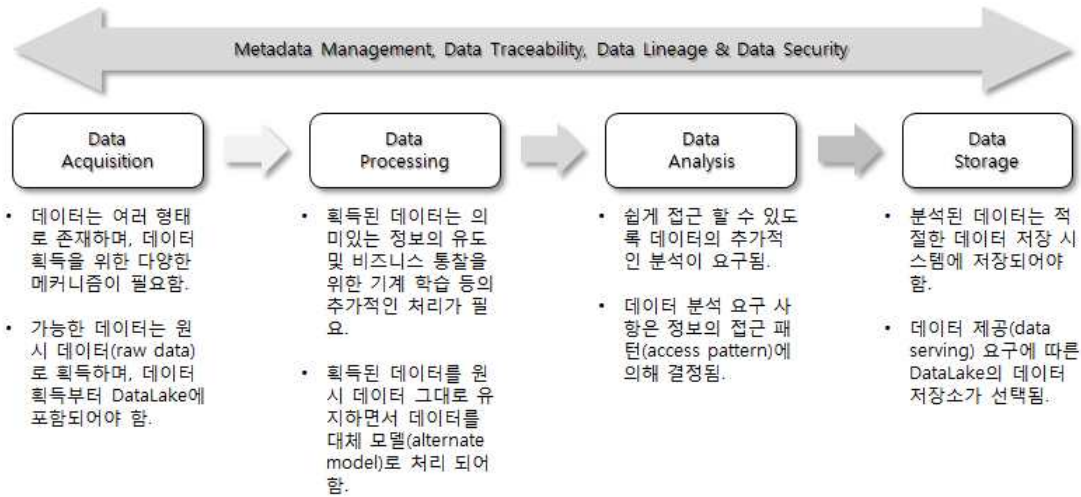 Metadata Management, Data Traceability, Data Lineage & Data Security
Data
Acquisition
• 데이터는 여러 형태
로 존재하며, 데이터
획득을 위한 다양한
메커니즘이 필요함.
• 가능한 데이터는 원
시 데이터(raw data)
로 획득하며, 데이터
획득부터 DataLake에
포함되어야 함.
Data
Processing
• 획득된 데이터는 의
미있는 정보의 유도
및 비즈니스 통찰을
위한 기계 학습 등의
추가적인 처리가 필
요.
• 획득된 데이터를 원
시 데이터 그대로 유
지하면서 데이터를
대체 모델(alternate
model)로 처리 되어
함.
Data
Analysis
• 쉽게 접근 할 수 있도
록 데이터의 추가적
인 분석이 요구됨.
• 데이터 분석 요구 사
항은 정보의 접근 패
턴(access pattern)에
의해 결정됨.
Data
Storage
• 분석된 데이터는 적
절한 데이터 저장 시
스템에 저장되어야
함.
• 데이터 제공(data
serving) 요구에 따른
DataLake의 데이터
저장소가 선택됨.